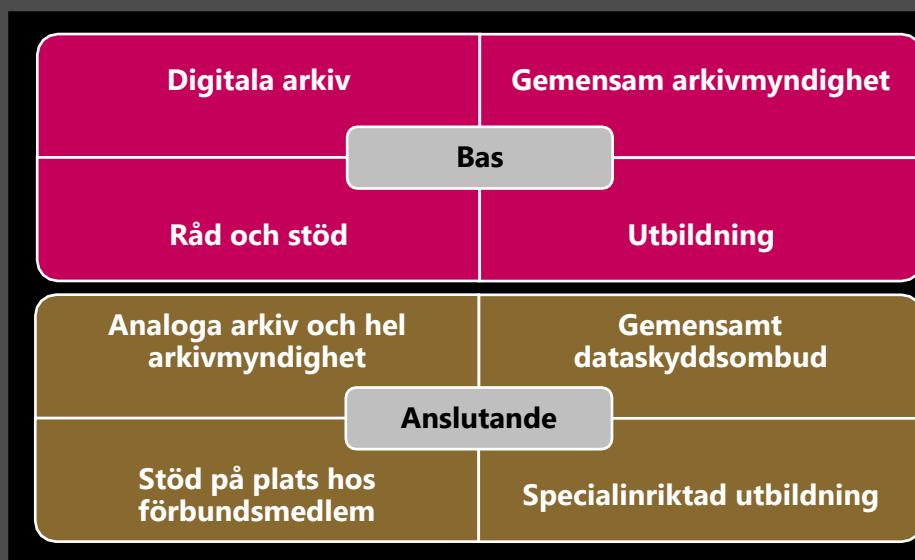 Digitala arkiv
Gemensam arkivmyndighet
Bas
Råd och stöd
Utbildning
Analoga arkiv och hel
arkivmyndighet
Gemensamt
dataskyddsombud
Anslutande
Stöd på plats hos
förbundsmedlem
Specialinriktad utbildning